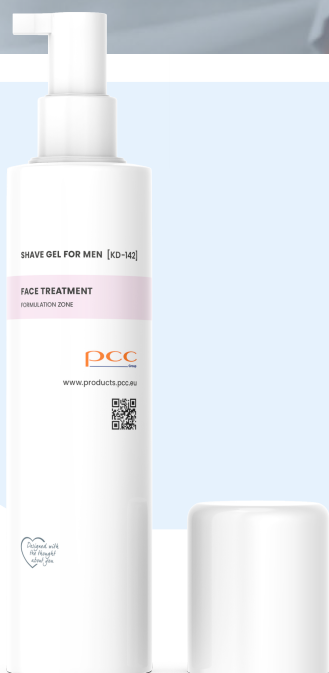 SHAVE GEL FOR MEN [KD-142]
FACE TREATMENT
FORMULATION ZONE
pcc
Group
www.products.pcc.eu
Designed with
the thought
about you